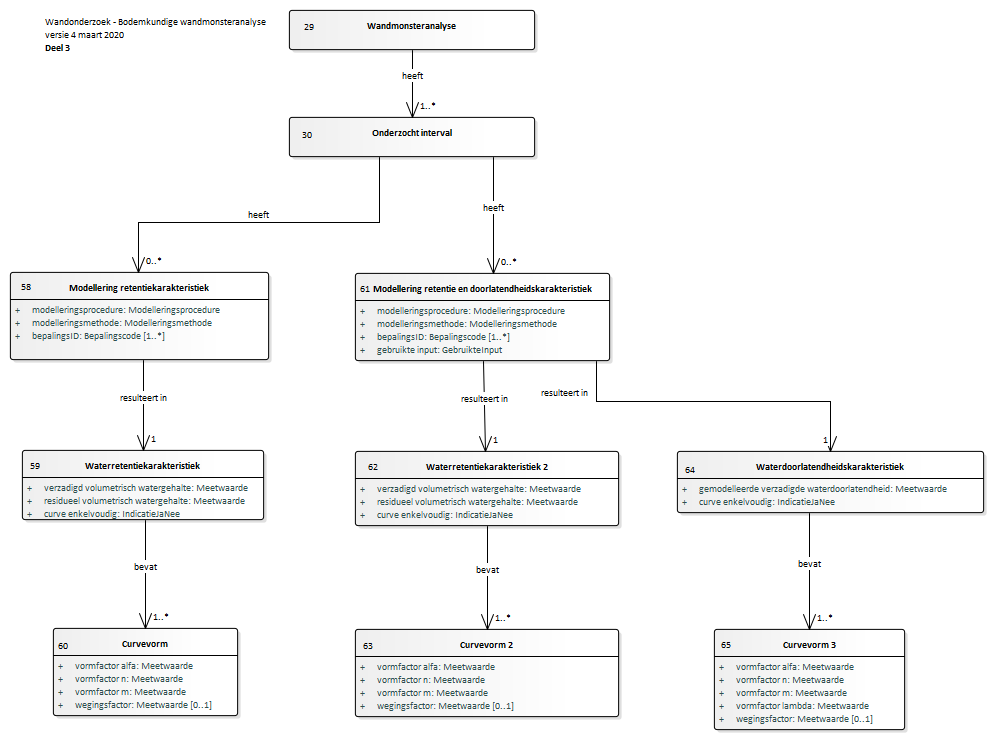 Wandonderzoek - Bodemkundige wandmonsteranalyse
versie 4 maart 2020
Deel 3
29 Wandmonsteranalyse
heeft
1..*
30 Onderzocht interval
heeft
0..*
heeft
0..*
58 Modellering retentiekarakteristiek
+ modelleringsprocedure: Modelleringsprocedure
+ modelleringsmethode: Modelleringsmethode
+ bepalingsID: Bepalingscode [1..*]
61 Modellering retentie en doorlatendheidskarakteristiek
+ modelleringsprocedure: Modelleringsprocedure
+ modelleringsmethode: Modelleringsmethode
+ bepalingsID: Bepalingscode [1..*]
+ gebruikte input: GebruikteInput
resulteert in
1
resulteert in
1
resulteert in
1
59 Waterretentiekarakteristiek
+ verzadigd volumetrisch watergehalte: Meetwaarde
+ residueel volumetrisch watergehalte: Meetwaarde
+ curve enkelvoudig: IndicatieJaNee
62 Waterretentiekarakteristiek 2
+ verzadigd volumetrisch watergehalte: Meetwaarde
+ residueel volumetrisch watergehalte: Meetwaarde
+ curve enkelvoudig: IndicatieJaNee
64 Waterdoorlatendheidskarakteristiek
+ gemodelleerde verzadigde waterdoorlatendheid: Meetwaarde
+ curve enkelvoudig: IndicatieJaNee
bevat
1..*
bevat
1..*
bevat
1..*
60 Curvevorm
+ vormfactor alfa: Meetwaarde
+ vormfactor n: Meetwaarde
+ vormfactor m: Meetwaarde
+ wegingsfactor: Meetwaarde [0..1]
63 Curvevorm 2
+ vormfactor alfa: Meetwaarde
+ vormfactor n: Meetwaarde
+ vormfactor m: Meetwaarde
+ wegingsfactor: Meetwaarde [0..1]
65 Curvevorm 3
+ vormfactor alfa: Meetwaarde
+ vormfactor n: Meetwaarde
+ vormfactor m: Meetwaarde
+ vormfactor lambda: Meetwaarde
+ wegingsfactor: Meetwaarde [0..1]